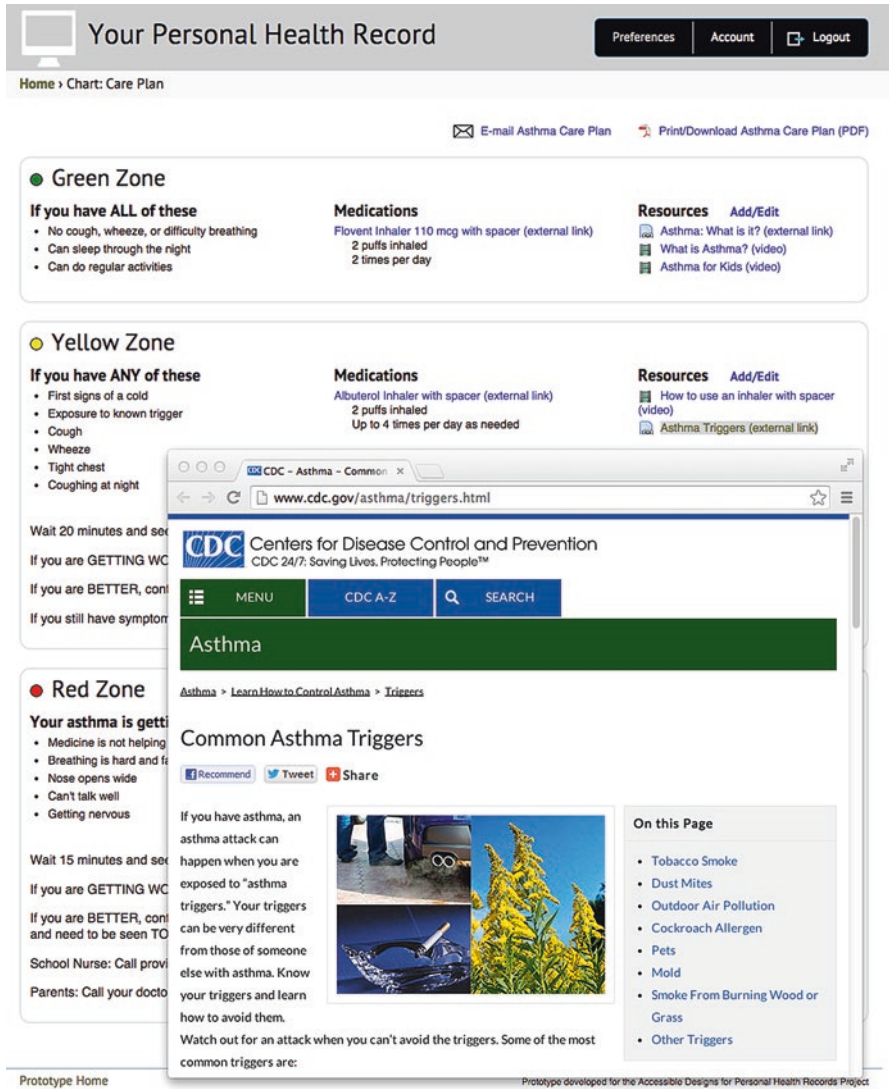 Your Personal Health Record
Preferences
Account
Logout
Home › Chart: Care Plan
E-mail Asthma Care Plan
Print/Download Asthma Care Plan (PDF)
Green Zone
If you have ALL of these
• No cough, wheeze, or difficulty breathing
• Can sleep through the night
• Can do regular activities
Medications
Flovent Inhaler 110 mcg with spacer (external link)
2 puffs inhaled
2 times per day
Resources Add/Edit
Asthma: What is it? (external link)
What is Asthma? (video)
Asthma for Kids (video)
Yellow Zone
If you have ANY of these
• First signs of a cold
• Exposure to known trigger
• Cough
• Wheeze
• Tight chest
• Coughing at night
Medications
Albuterol Inhaler with spacer (external link)
2 puffs inhaled
Up to 4 times per day as needed
Resources Add/Edit
How to use an inhaler with spacer
(video)
Asthma Triggers (external link)
Wait 20 minutes and see
If you are GETTING WO
If you are BETTER, con
If you still have symptom
Red Zone
Your asthma is getti
• Medicine is not helping
• Breathing is hard and fa
• Nose opens wide
• Can't talk well
• Getting nervous
Wait 15 minutes and see
If you are GETTING WO
If you are BETTER, con
and need to be seen TO
School Nurse: Call provi
Parents: Call your docto
CDC – Asthma – Common
www.cdc.gov/asthma/triggers.html
CDC
Centers for Disease Control and Prevention
CDC 24/7: Saving Lives. Protecting People™
MENU
CDC A-Z
SEARCH
Asthma
Asthma > Learn How to Control Asthma > Triggers
Common Asthma Triggers
Recommend
Tweet
Share
If you have asthma, an
asthma attack can
happen when you are
exposed to “asthma
triggers.” Your triggers
can be very different
from those of someone
else with asthma. Know
your triggers and learn
how to avoid them.
Watch out for an attack when you can’t avoid the triggers. Some of the most
common triggers are:
On this Page
• Tobacco Smoke
• Dust Mites
• Outdoor Air Pollution
• Cockroach Allergen
• Pets
• Mold
• Smoke From Burning Wood or
Grass
• Other Triggers
Prototype Home
Prototype developed for the Accessible Designs for Personal Health Records Project